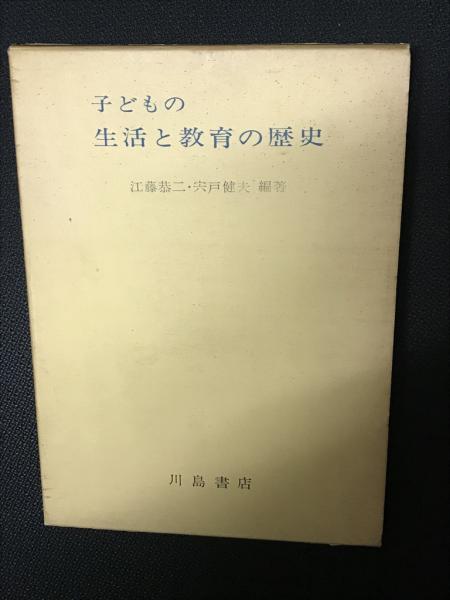 子どもの
生活と教育の歴史
江藤恭二・宍戸健夫 編著
川島書店